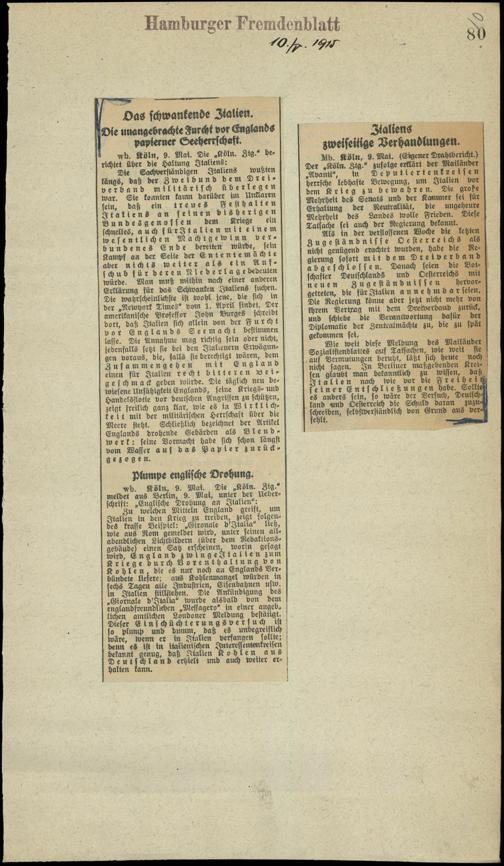 Hamburger Fremdenblatt
10. 1915
80
Das schwankende Italien.
Die unangebrachte Furcht vor Englands
papierner Seeherrschaft.
wb. Köln, 9. Mai. Die „Köln. Ztg.“ be-
richtet über die Haltung Italiens:
Die Sachverständigen Italiens wußten
längst, daß der Zweibund dem Drei-
verband militärisch überlegen
war. Sie konnten kaum darüber im Unklaren
sein, daß ein treues Festhalten
Italiens an seinen bisherigen
Bundesgenossen dem Kriege ein
schnelles, auch für Italien mit einem
wesentlichen Machtgewinn ver-
bundenes Ende bereiten würde, sein
Kampf an der Seite der Ententemächte
aber nichts weiter als ein Auf-
schub für deren Niederlage bedeuten
würde. Man muß mithin nach einer anderen
Erklärung für das Schwanken Italiens suchen.
Die wahrscheinlichste ist wohl jene, die sich in
der „Newyork Times“ vom 1. April findet. Der
amerikanische Professor John Burges schreibt
dort, daß Italien sich allein von der Furcht
vor Englands Seemacht bestimmen
lasse. Die Annahme mag richtig sein oder nicht,
jedenfalls setzt sie bei den Italienern Erwägun-
gen voraus, die, falls sie berechtigt wären, dem
Zusammengehen mit England
einen für Italien recht bitteren Bei-
geschmack geben würde. Die täglich neu be-
wiesene Unfähigkeit Englands, seine Kriegs- und
Handelsflotte vor deutschen Angriffen zu schützen,
zeigt freilich ganz klar, wie es in Wirklich-
keit mit der militärischen Herrschaft über die
Meere steht. Schließlich bezeichnet der Artikel
Englands drohende Gebärden als Blend-
werk: seine Vormacht habe sich schon längst
vom Wasser auf das Papier zurück-
gezogen.
Plumpe englische Drohung.
wb. Köln, 9. Mai. Die „Köln. Ztg.“
meldet aus Berlin, 9. Mai, unter der Ueber-
schrift: „Englische Drohung an Italien“:
Zu welchen Mitteln England greift, um
Italien in den Krieg zu treiben, zeigt folgen-
des krasse Beispiel: „Gironale d'Italia“ ließ,
wie aus Rom gemeldet wird, unter seinen all-
abendlichen Lichtbildern (über dem Redaktions-
gebäude) einen Satz erscheinen, worin gesagt
wird, England zwinge Italien zum
Kriege durch Vorenthaltung von
Kohlen, die es nur noch an Englands Ver-
bündete liefere; aus Kohlenmangel würden in
sechs Tagen alle Industrien, Eisenbahnen usw.
in Italien stillstehen. Die Ankündigung des
„Giornale d'Italia“ wurde alsbald von dem
englandfreundlichen „Messagero“ in einer angeb-
lichen amtlichen Londoner Meldung bestätigt.
Dieser Einschüchterungsversuch ist
so plump und dumm, daß es unbegreiflich
wäre, wenn er in Italien verfangen sollte;
denn es ist in italienischen Interessentenkreisen
bekannt genug, daß Italien Kohlen aus
Deutschland erhielt und auch weiter er-
halten kann.
Italiens
zweiseitige Verhandlungen.
Mb. Köln, 9. Mai. (Eigener Drahtbericht.)
Der „Köln. Ztg.“ zufolge erklärt der Mailänder
„Avanti“, in Deputiertenkreisen
herrsche lebhafte Bewegung, um Italien vor
dem Krieg zu bewahren. Die große
Mehrheit des Senats und der Kammer sei für
Erhaltung der Neutralität, die ungeheure
Mehrheit des Landes wolle Frieden. Diese
Tatsache sei auch der Regierung bekannt.
Als in der verflossenen Woche die letzten
Zugeständnisse Oesterreichs als
nicht genügend erachtet wurden, habe die Re-
gierung sofort mit dem Dreiverband
abgeschlossen. Danach seien die Bot-
schafter Deutschlands und Oesterreichs mit
neuen Zugeständnissen hervor-
getreten, die für Italien annehmbar seien.
Die Regierung könne aber jetzt nicht mehr von
ihrem Vertrag mit dem Dreiverband zurück,
und schiebe die Verantwortung dafür der
Diplomatie der Zentralmächte zu, die zu spät
gekommen sei.
Wie weit diese Meldung des Mailänder
Sozialistenblattes auf Tatsachen, wie weit sie
auf Vermutungen beruht, läßt sich heute noch
nicht sagen. In Berliner maßgebenden Krei-
sen glaubt man bekanntlich zu wissen, daß
Italien nach wie vor die Freiheit
seiner Entschließungen habe. Sollte
es anders sein, so wäre der Versuch, Deutsch-
land und Oesterreich die Schuld daran zuzu-
schreiben, selbstverständlich von Grund aus ver-
fehlt.